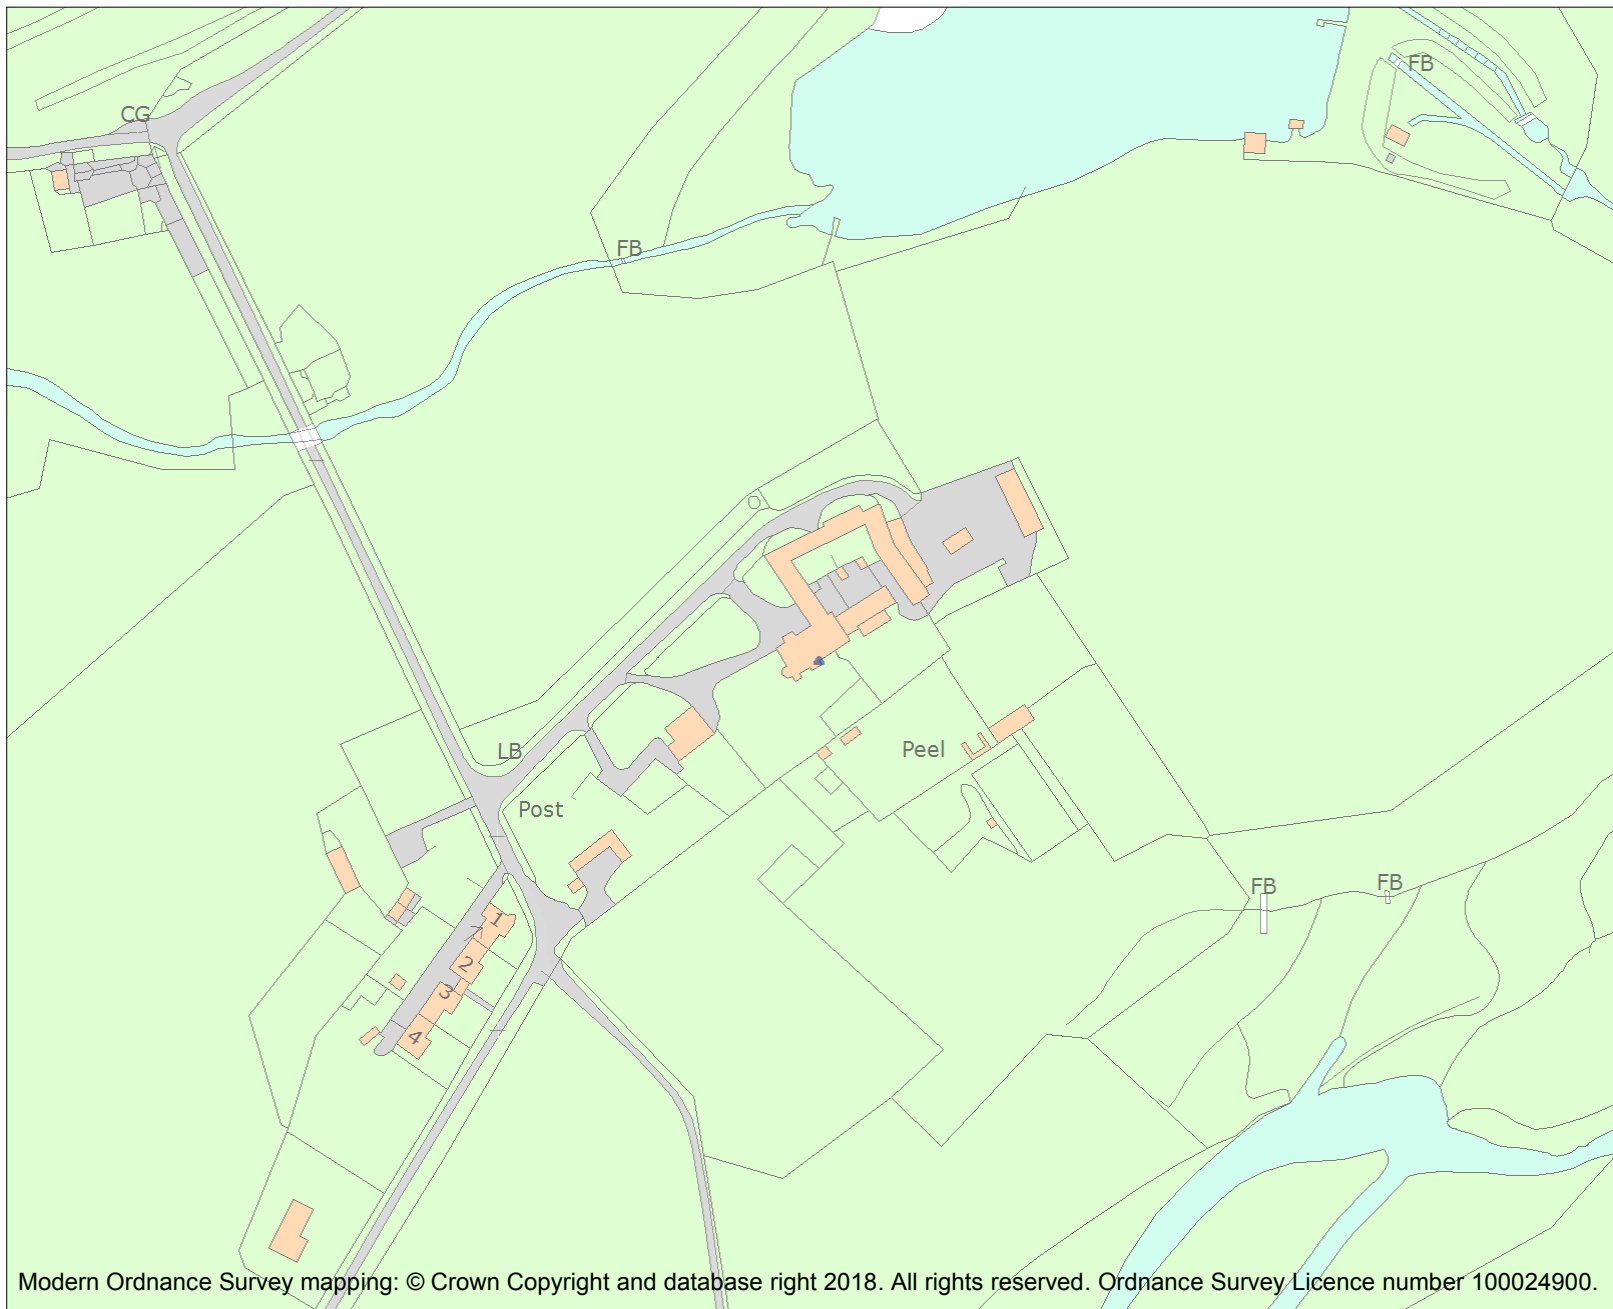 FB
CG
FB
LB
Peel
Post
FB
FB
1
2
3
4
Modern Ordnance Survey mapping: © Crown Copyright and database right 2018. All rights reserved. Ordnance Survey Licence number 100024900.